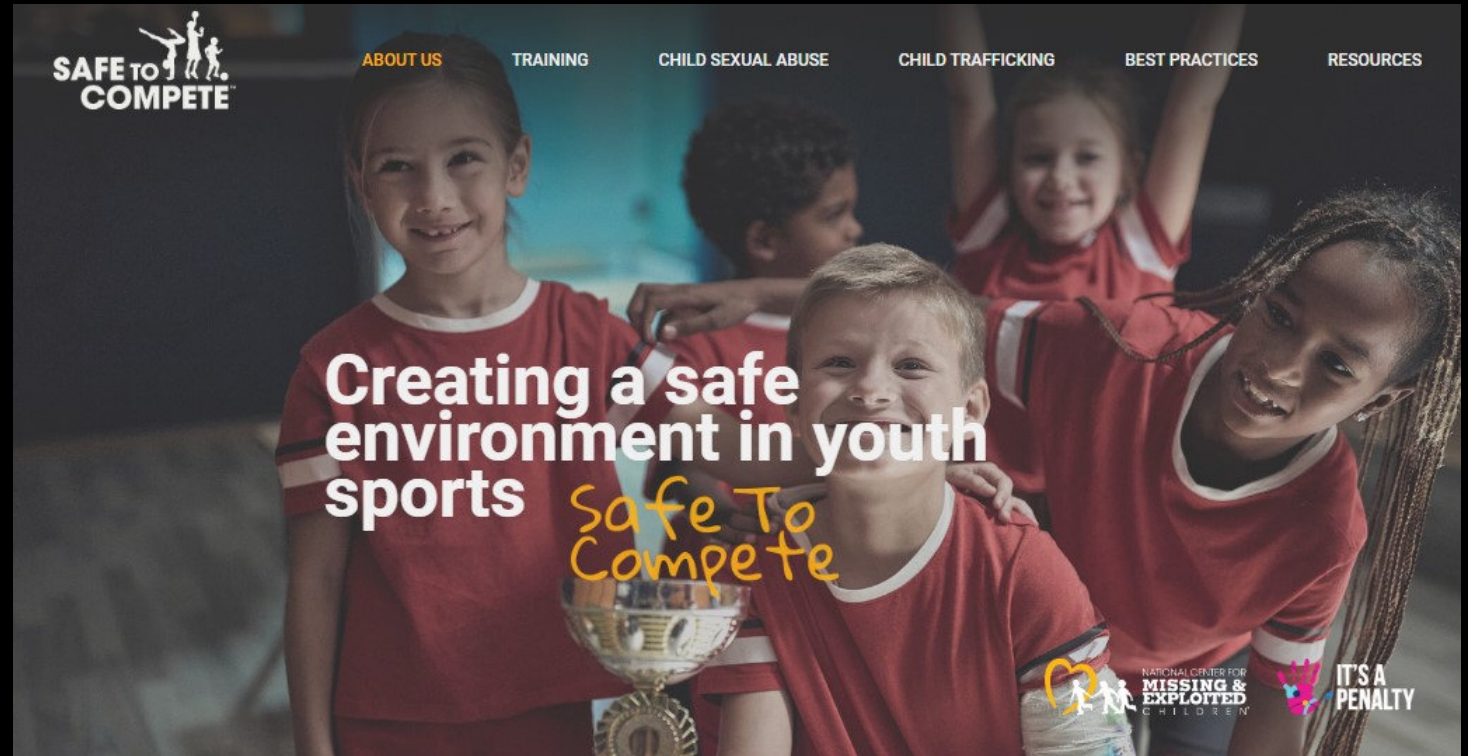 SAFE TO
COMPETE™
ABOUT US
TRAINING
CHILD SEXUAL ABUSE
CHILD TRAFFICKING
BEST PRACTICES
RESOURCES
Creating a safe
environment in youth
sports
Safe To
Compete
NATIONAL CENTER FOR
MISSING &
EXPLOITED
CHILDREN®
IT'S A
PENALTY